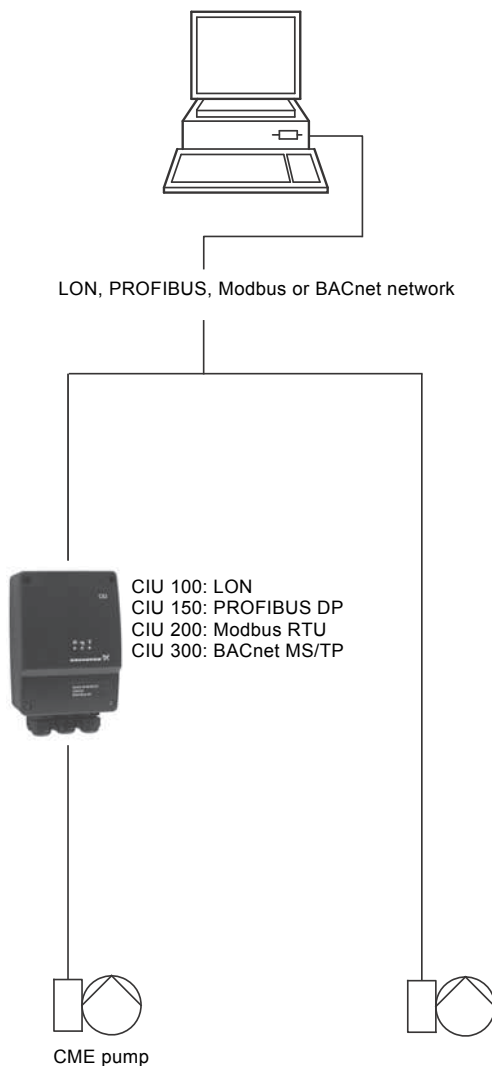 LON, PROFIBUS, Modbus or BACnet network
CIU 100: LON
CIU 150: PROFIBUS DP
CIU 200: Modbus RTU
CIU 300: BACnet MS/TP
CIU
CME pump